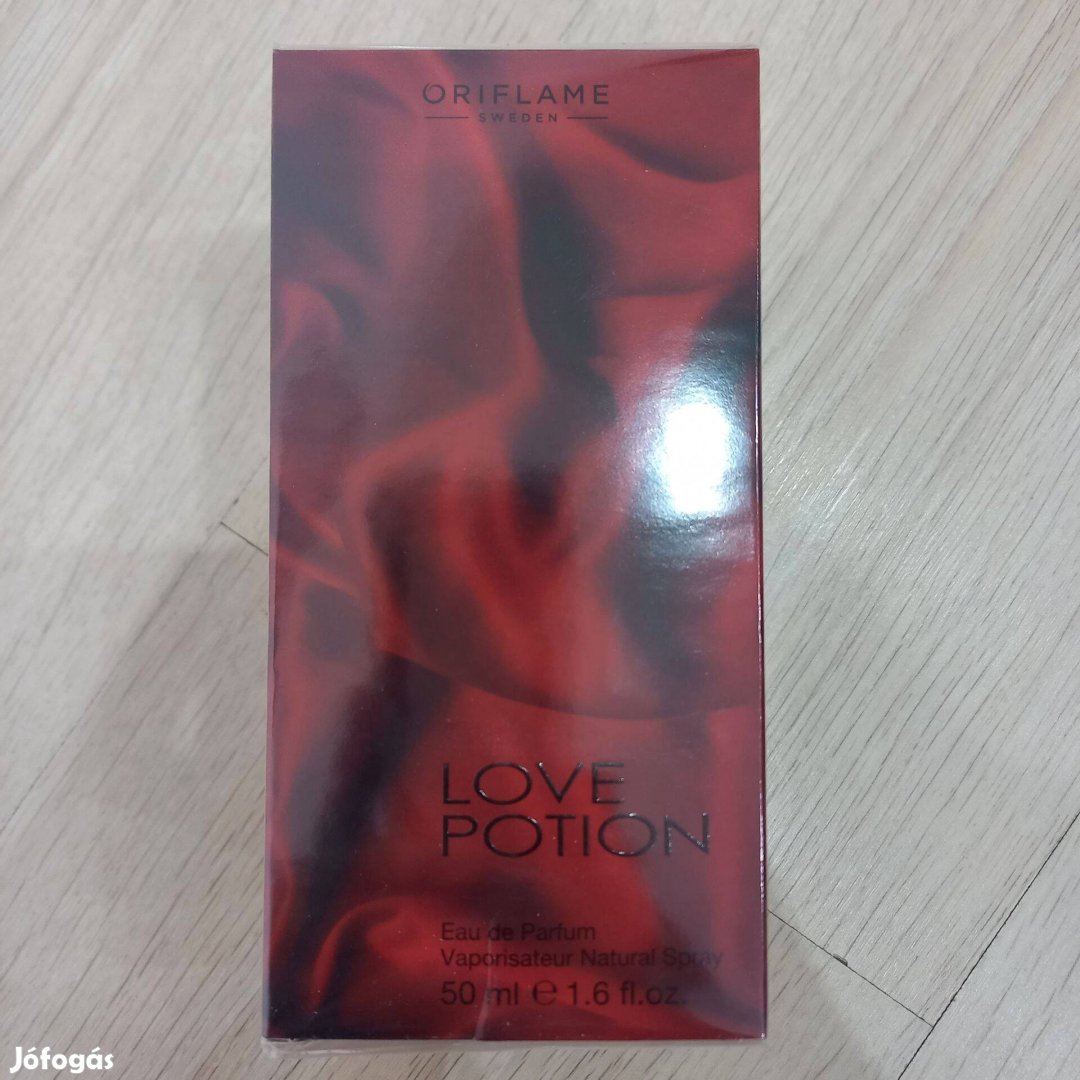 ORIFLAME
SWEDEN
LOVE
POTION
Eau de Parfum
Vaporisateur Natural Spray
50 ml ℮ 1.6 fl.oz.
Jófogás